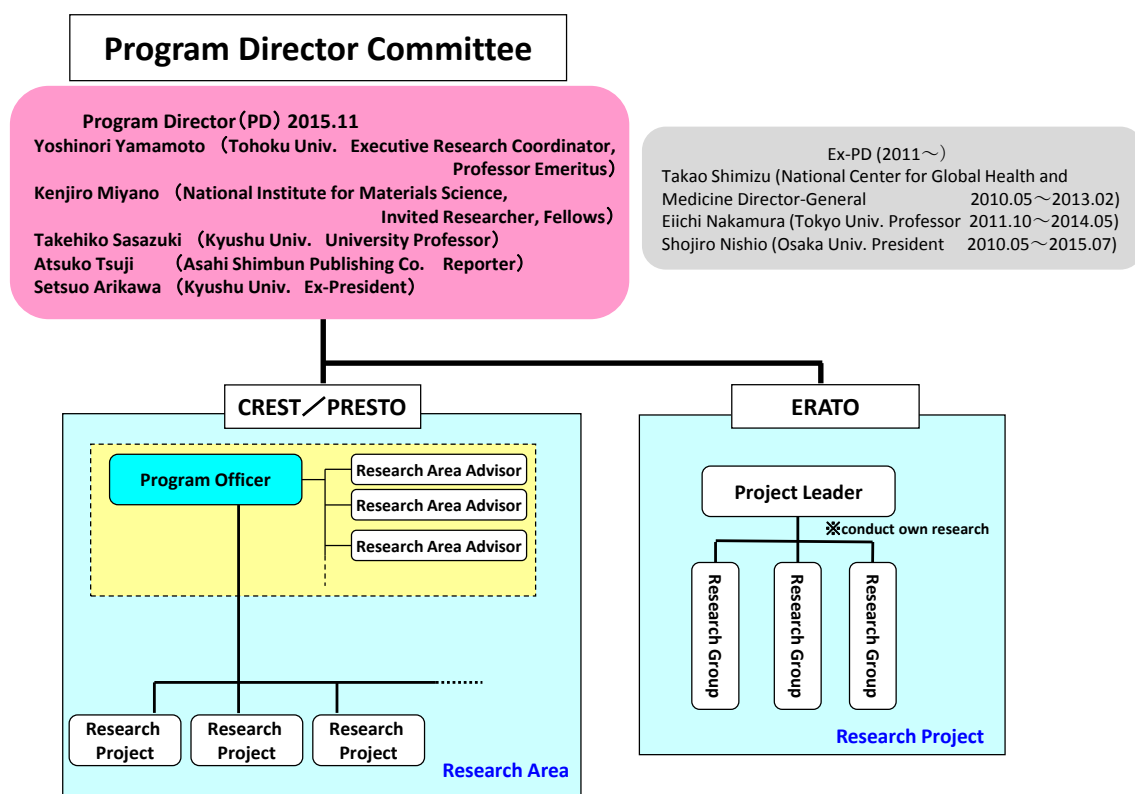 Program Director Committee
Program Director（PD）2015.11
Yoshinori Yamamoto （Tohoku Univ. Executive Research Coordinator,
Professor Emeritus）
Kenjiro Miyano （National Institute for Materials Science,
Invited Researcher, Fellows）
Takehiko Sasazuki （Kyushu Univ. University Professor）
Atsuko Tsuji （Asahi Shimbun Publishing Co. Reporter）
Setsuo Arikawa （Kyushu Univ. Ex-President）
Ex-PD (2011～)
Takao Shimizu (National Center for Global Health and
Medicine Director-General 2010.05～2013.02)
Eiichi Nakamura (Tokyo Univ. Professor 2011.10～2014.05)
Shojiro Nishio (Osaka Univ. President 2010.05～2015.07)
CREST／PRESTO
Program Officer
Research Area Advisor
Research Area Advisor
Research Area Advisor
Research
Project
Research
Project
Research
Project
Research Area
ERATO
Project Leader
※conduct own research
Research Group
Research Group
Research Group
Research Project